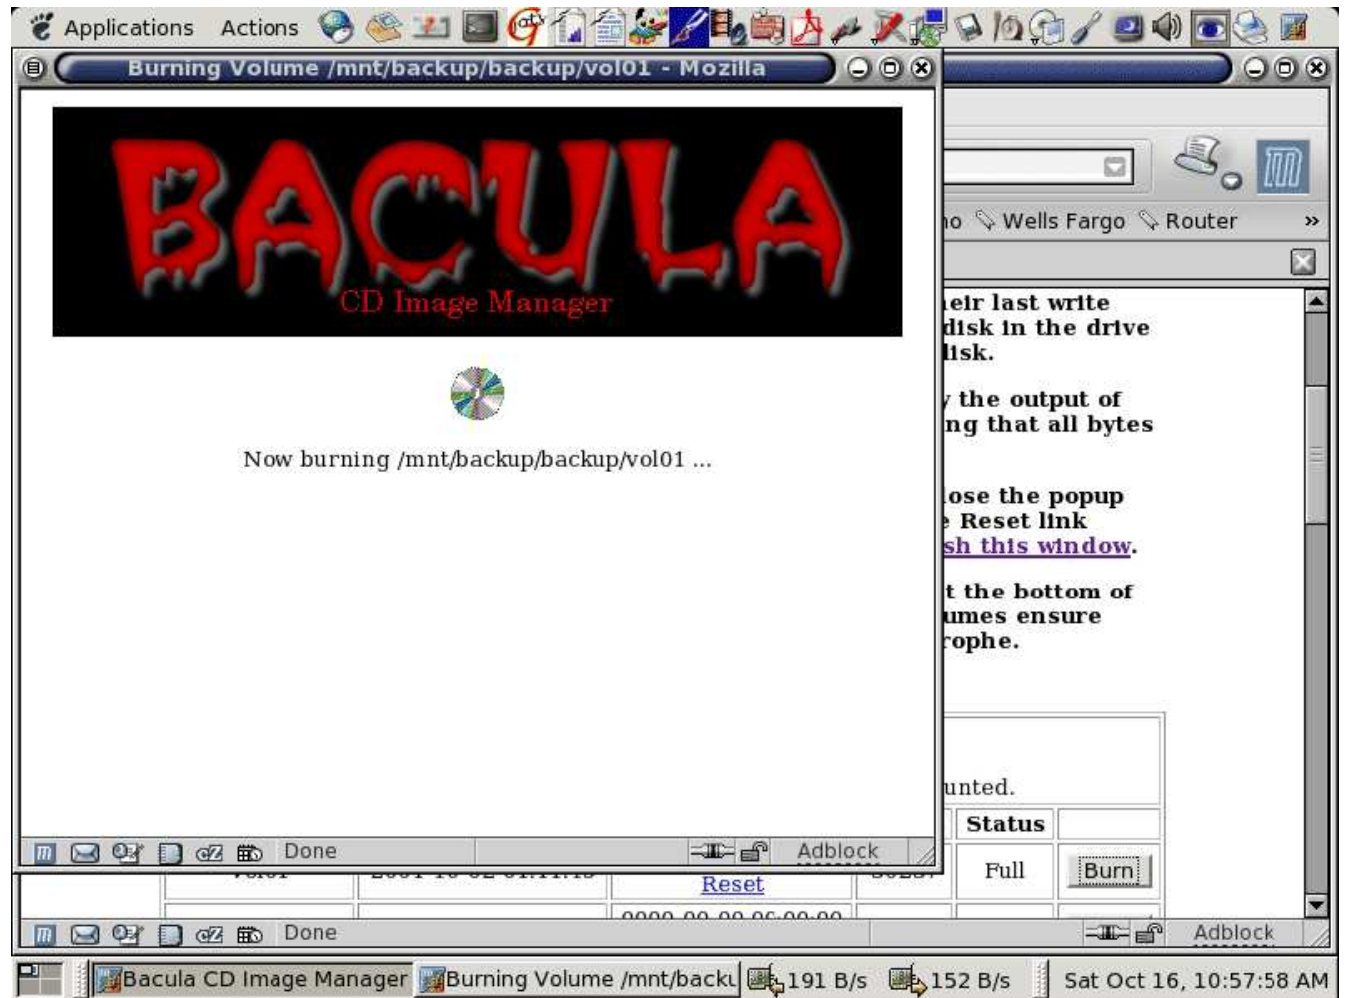 Applications Actions
Burning Volume /mnt/backup/backup/vol01 - Mozilla
BACULA
CD Image Manager
Now burning /mnt/backup/backup/vol01 ...
Done
Adblock
Wells Fargo Router »
eir last write
disk in the drive
disk.
the output of
ng that all bytes
ose the popup
Reset link
sh this window.
t the bottom of
umes ensure
rophe.
unted.
Status
Reset
Full
Burn
Done
Adblock
Bacula CD Image Manager
Burning Volume /mnt/backu
191 B/s
152 B/s
Sat Oct 16, 10:57:58 AM